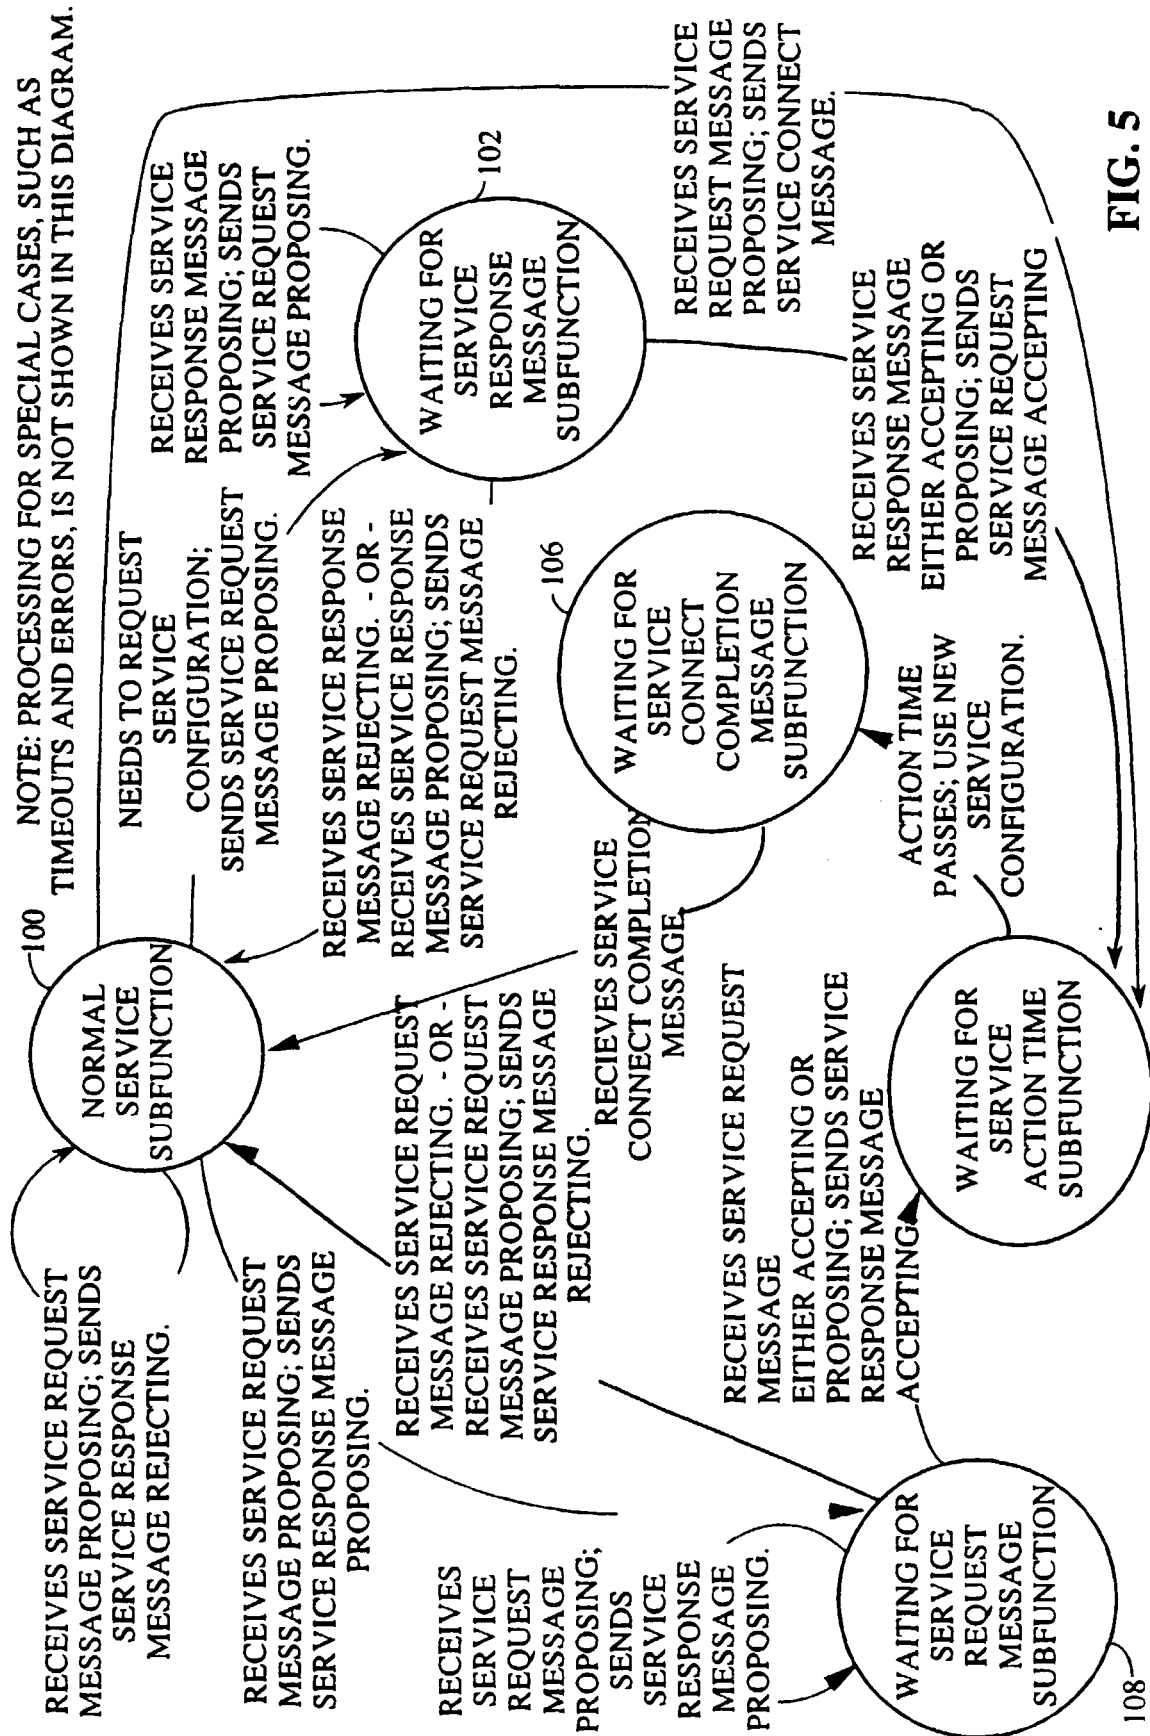 NOTE: PROCESSING FOR SPECIAL CASES, SUCH AS
TIMEOUTS AND ERRORS, IS NOT SHOWN IN THIS DIAGRAM.
RECEIVES SERVICE REQUEST
MESSAGE PROPOSING; SENDS
SERVICE RESPONSE
MESSAGE REJECTING.
100
NORMAL
SERVICE
SUBFUNCTION
NEEDS TO REQUEST
SERVICE
CONFIGURATION;
SENDS SERVICE REQUEST
MESSAGE PROPOSING.
RECEIVES SERVICE
RESPONSE MESSAGE
PROPOSING; SENDS
SERVICE REQUEST
MESSAGE PROPOSING.
RECEIVES SERVICE REQUEST
MESSAGE PROPOSING; SENDS
SERVICE RESPONSE MESSAGE
PROPOSING.
RECEIVES SERVICE RESPONSE
MESSAGE REJECTING. - OR -
RECEIVES SERVICE RESPONSE
MESSAGE PROPOSING; SENDS
SERVICE REQUEST MESSAGE
REJECTING.
102
WAITING FOR
SERVICE
RESPONSE
MESSAGE
SUBFUNCTION
RECEIVES SERVICE REQUEST
MESSAGE REJECTING. - OR -
RECEIVES SERVICE REQUEST
MESSAGE PROPOSING; SENDS
SERVICE RESPONSE MESSAGE
REJECTING.
RECIEVES SERVICE
CONNECT COMPLETION
MESSAGE
106
WAITING FOR
SERVICE
CONNECT
COMPLETION
MESSAGE
SUBFUNCTION
RECEIVES SERVICE
REQUEST MESSAGE
PROPOSING; SENDS
SERVICE CONNECT
MESSAGE.
RECEIVES
SERVICE
REQUEST
MESSAGE
PROPOSING;
SENDS
SERVICE
RESPONSE
MESSAGE
PROPOSING.
RECEIVES SERVICE REQUEST
MESSAGE
EITHER ACCEPTING OR
PROPOSING; SENDS SERVICE
RESPONSE MESSAGE
ACCEPTING
ACTION TIME
PASSES; USE NEW
SERVICE
CONFIGURATION.
RECEIVES SERVICE
RESPONSE MESSAGE
EITHER ACCEPTING OR
PROPOSING; SENDS
SERVICE REQUEST
MESSAGE ACCEPTING
WAITING FOR
SERVICE
REQUEST
MESSAGE
SUBFUNCTION
108
WAITING FOR
SERVICE
ACTION TIME
SUBFUNCTION
FIG. 5